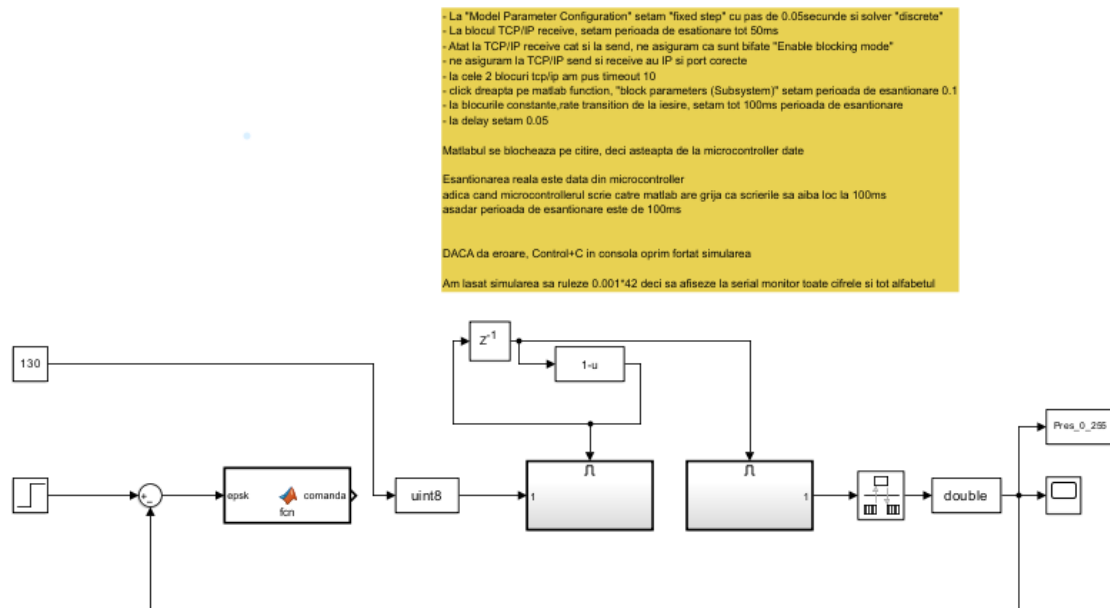 - La "Model Parameter Configuration" setam "fixed step" cu pas de 0.05secunde si solver "discrete"
- La blocul TCP/IP receive, setam perioada de esationare tot 50ms
- Atat la TCP/IP receive cat si la send, ne asiguram ca sunt bifate "Enable blocking mode"
- ne asiguram la TCP/IP send si receive au IP si port corecte
- la cele 2 blocuri tcp/ip am pus timeout 10
- click dreapta pe matlab function, "block parameters (Subsystem)" setam perioada de esantionare 0.1
- la blocurile constante,rate transition de la iesire, setam tot 100ms perioada de esantionare
- la delay setam 0.05
Matlabul se blocheaza pe citire, deci asteapta de la microcontroller date
Esantionarea reala este data din microcontroller
adica cand microcontrollerul scrie catre matlab are grija ca scrierile sa aiba loc la 100ms
asadar perioada de esantionare este de 100ms
DACA da eroare, Control+C in consola oprim fortat simularea
Am lasat simularea sa ruleze 0.001*42 deci sa afiseze la serial monitor toate cifrele si tot alfabetul
Z-1
130
1-u
Pres_0_255
+
-
epsk
fcn
comanda
uint8
1
1
double